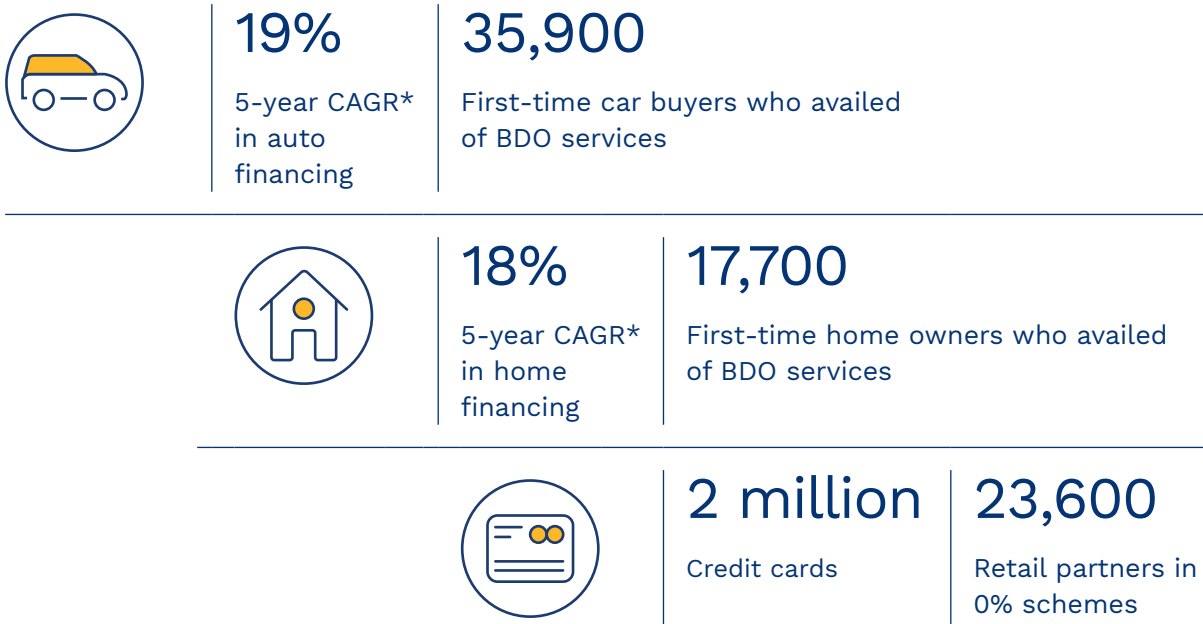 19%
5-year CAGR*
in auto
financing
35,900
First-time car buyers who availed
of BDO services
18%
5-year CAGR*
in home
financing
17,700
First-time home owners who availed
of BDO services
2 million
Credit cards
23,600
Retail partners in
0% schemes